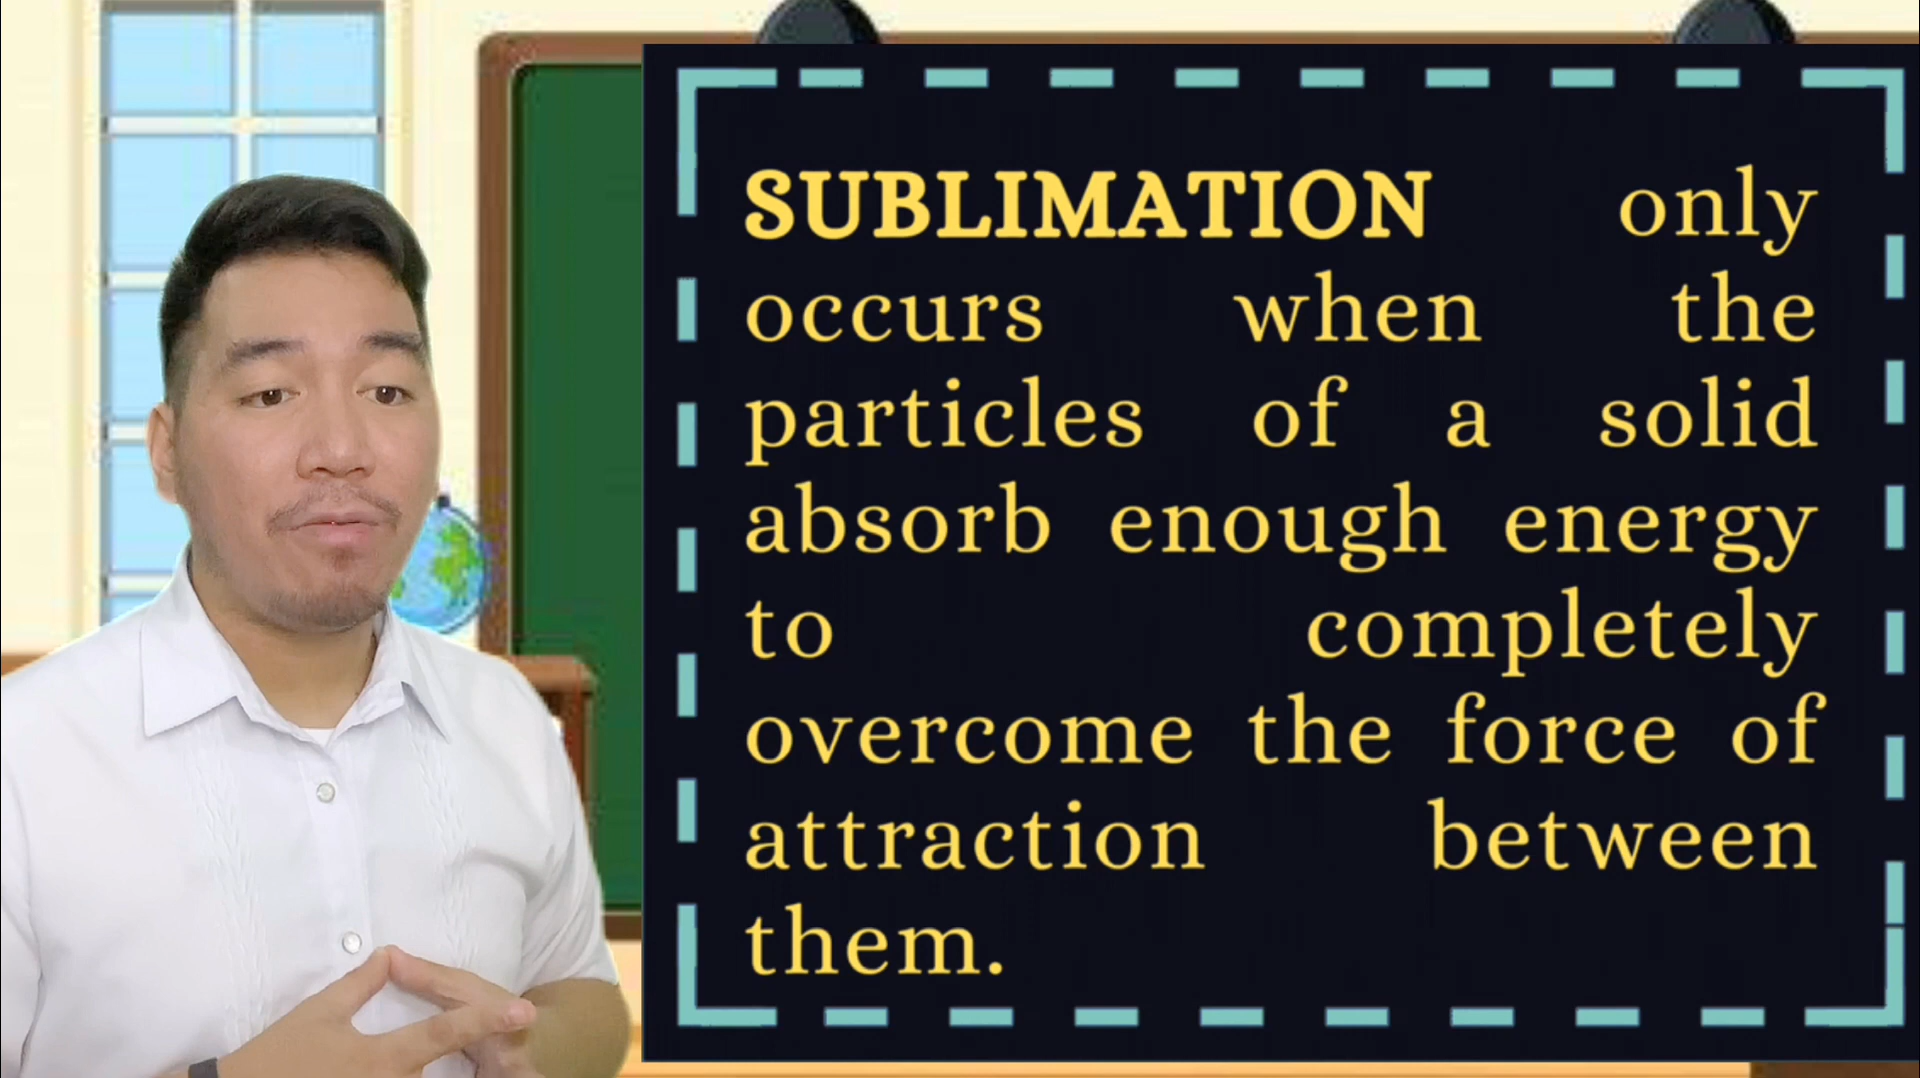 SUBLIMATION only
occurs when the
particles of a solid
absorb enough energy
to completely
overcome the force of
attraction between
them.